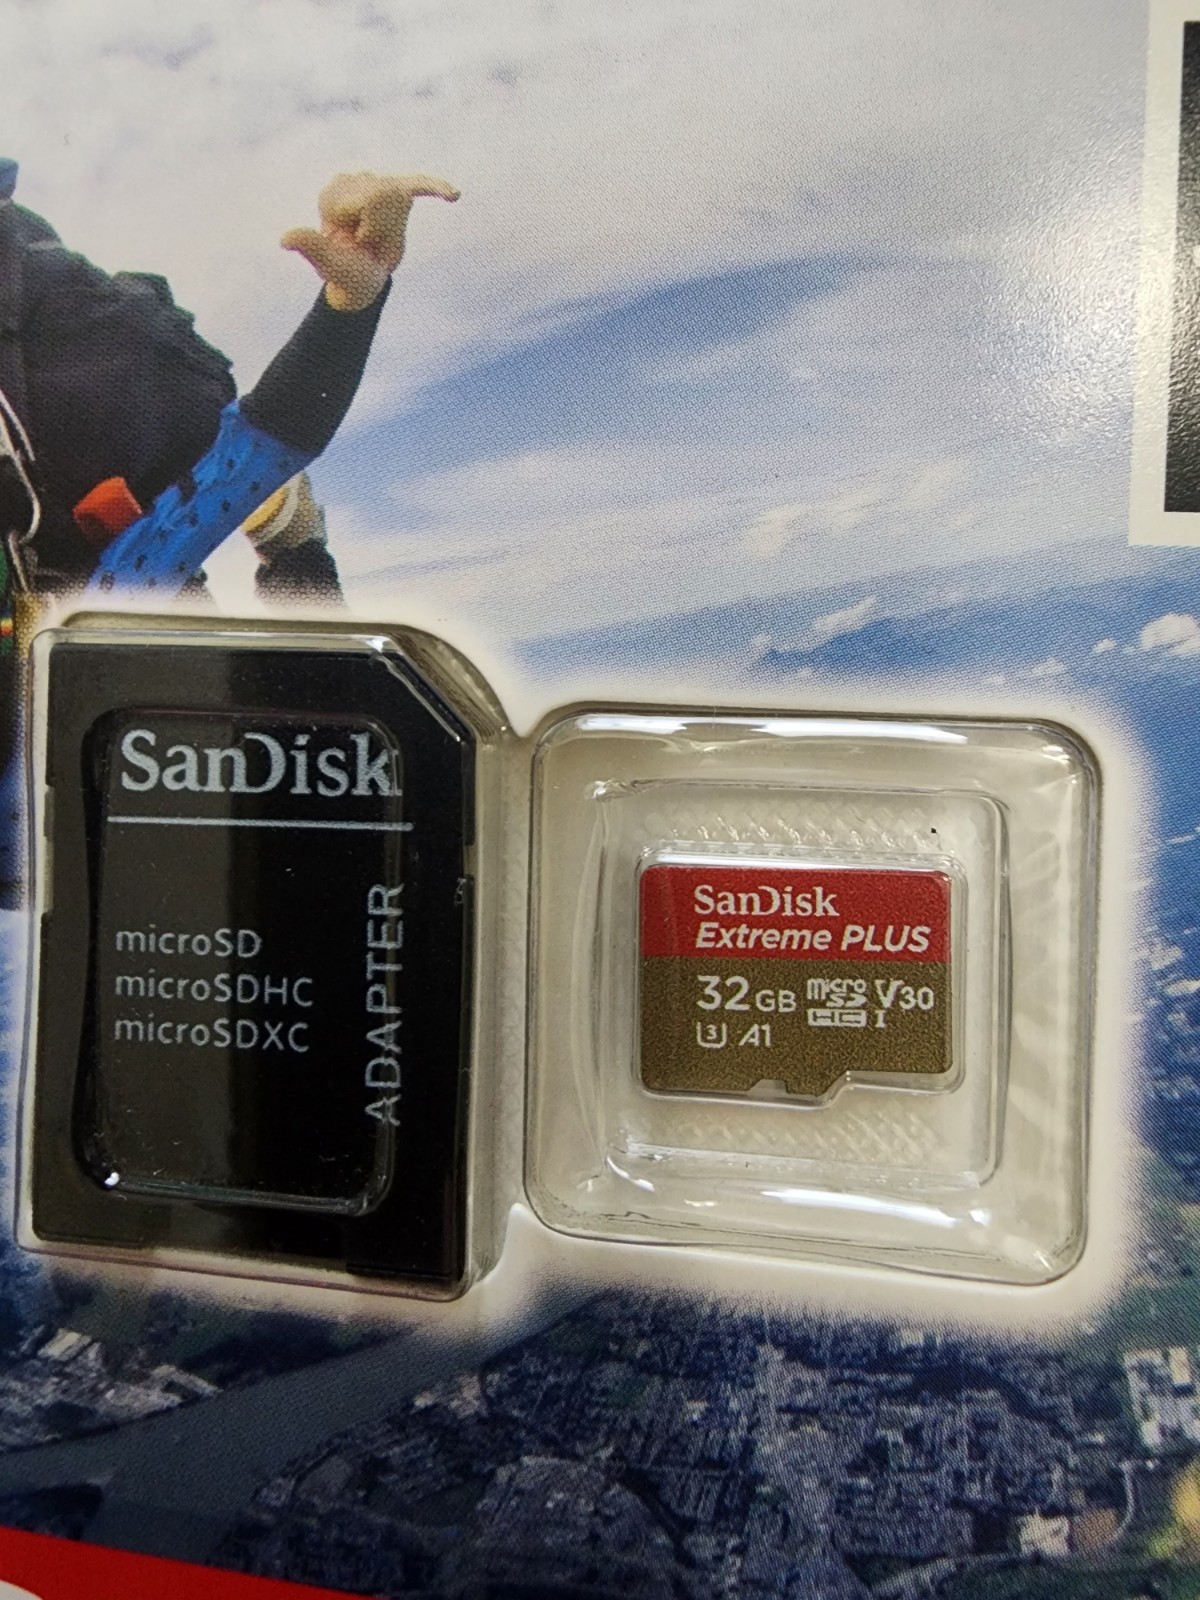 SanDisk
microSD
microSDHC
microSDXC
ADAPTER
SanDisk
Extreme PLUS
32GB micro SD HC I V30
3 A1